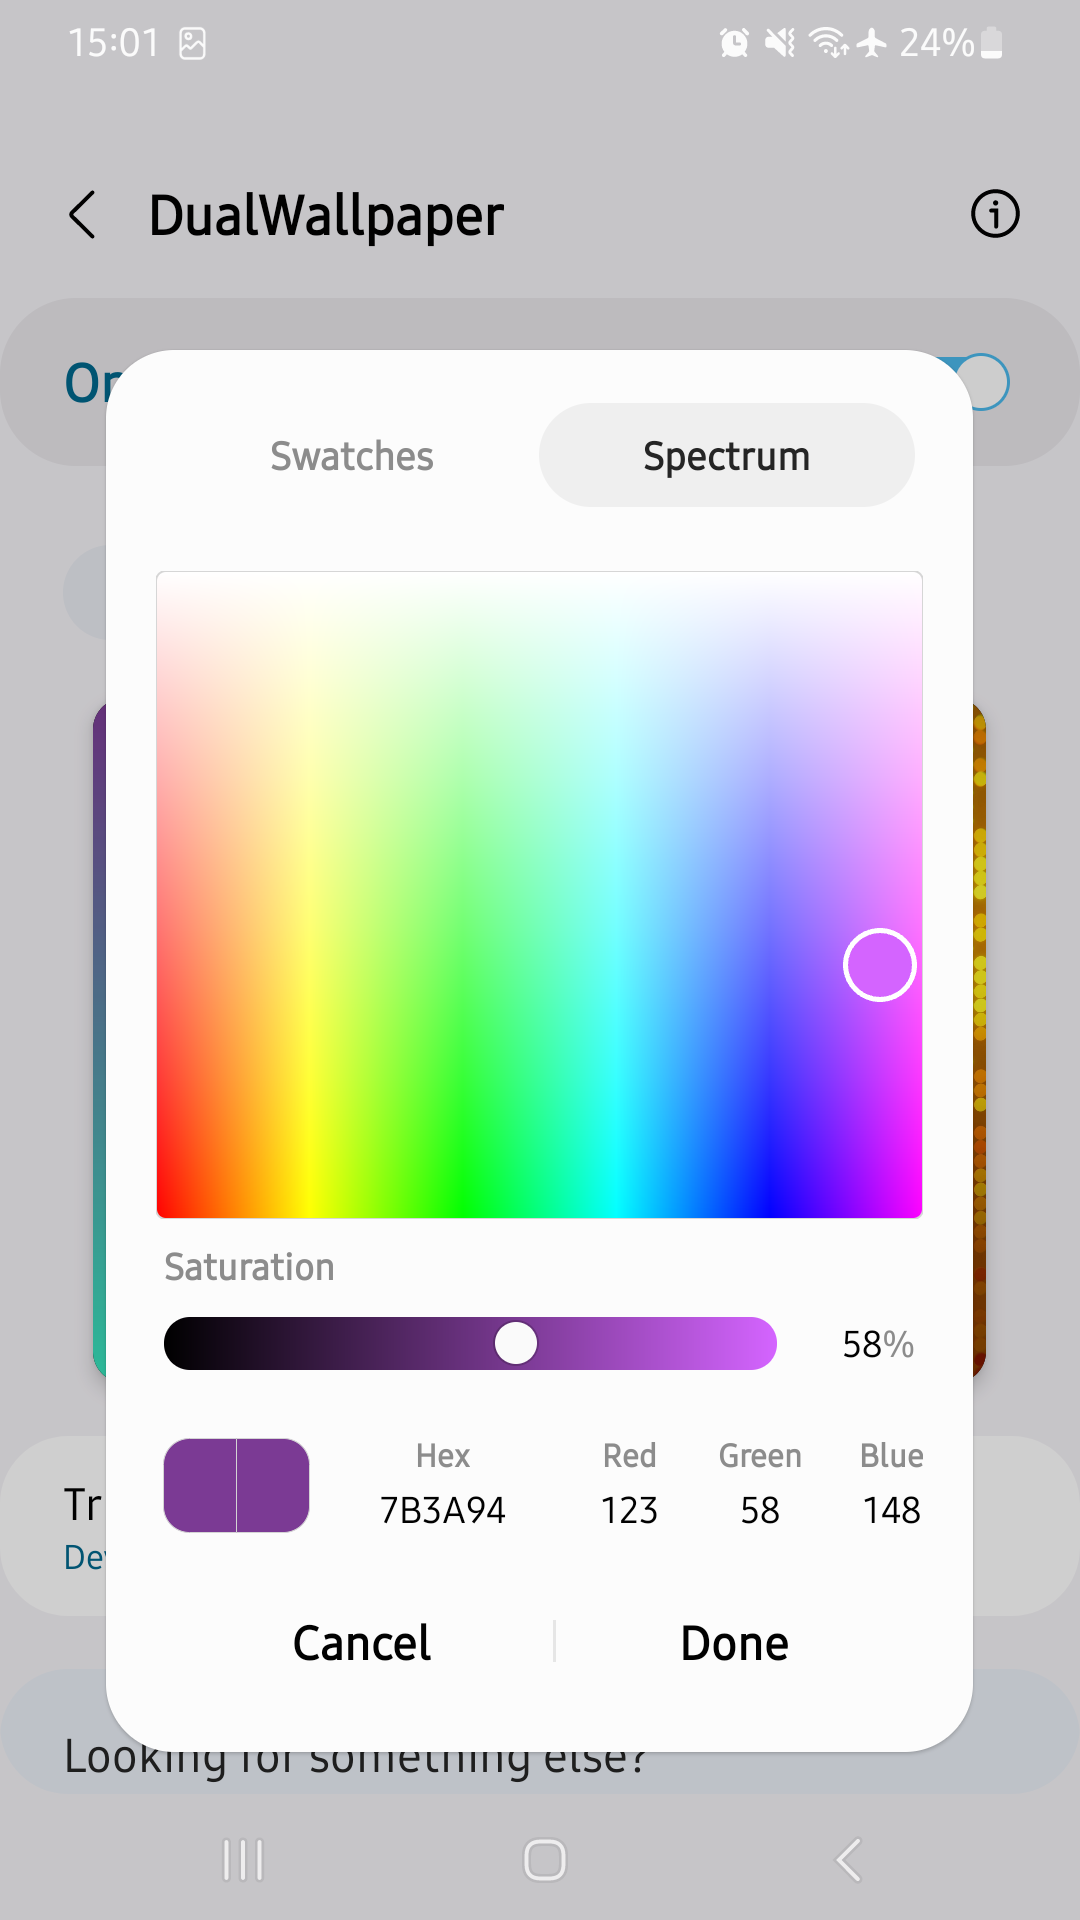 15:01 24%
DualWallpaper
On
Swatches Spectrum
Saturation
58%
Hex Red Green Blue
7B3A94 123 58 148
Tr
De
Cancel Done
Looking for something else?